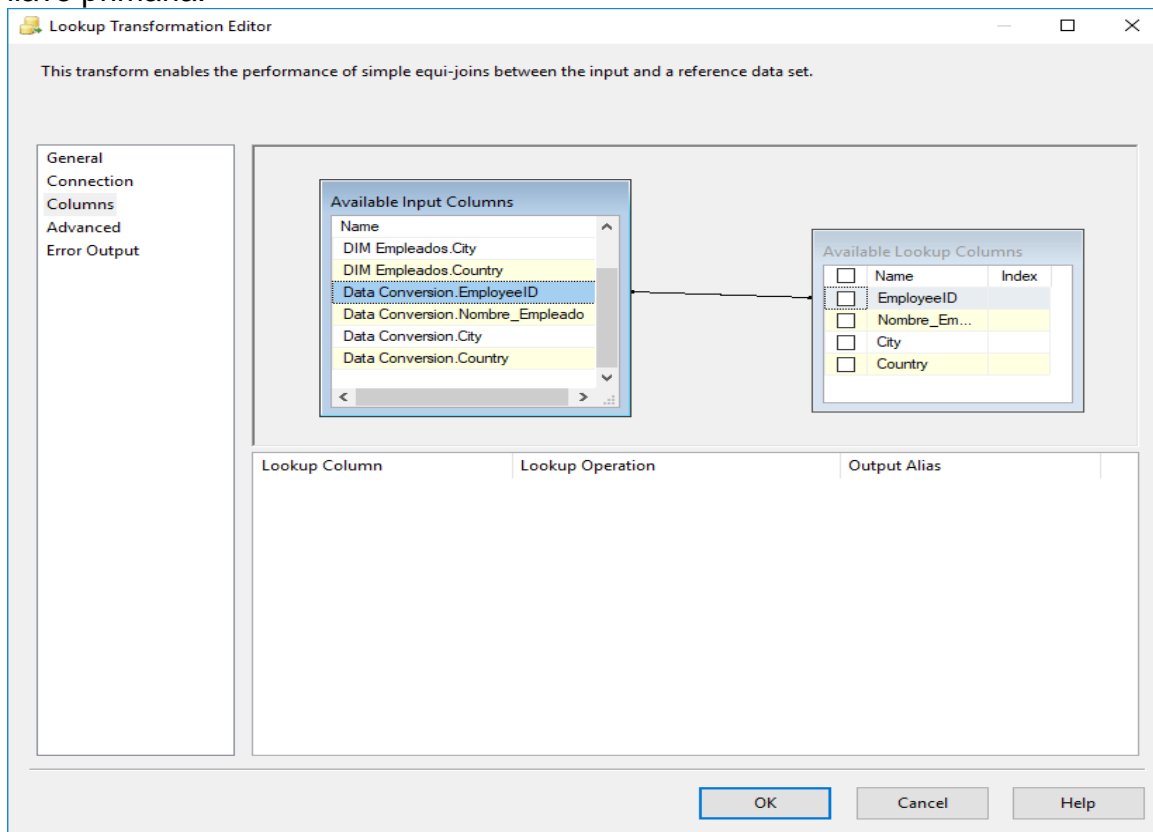 llave primaria.
Lookup Transformation Editor
This transform enables the performance of simple equi-joins between the input and a reference data set.
General
Connection
Columns
Advanced
Error Output
Available Input Columns
Name
DIM Empleados.City
DIM Empleados.Country
Data Conversion.EmployeeID
Data Conversion.Nombre_Empleado
Data Conversion.City
Data Conversion.Country
Available Lookup Columns
Name Index
EmployeeID
Nombre_Em...
City
Country
Lookup Column Lookup Operation Output Alias
OK Cancel Help